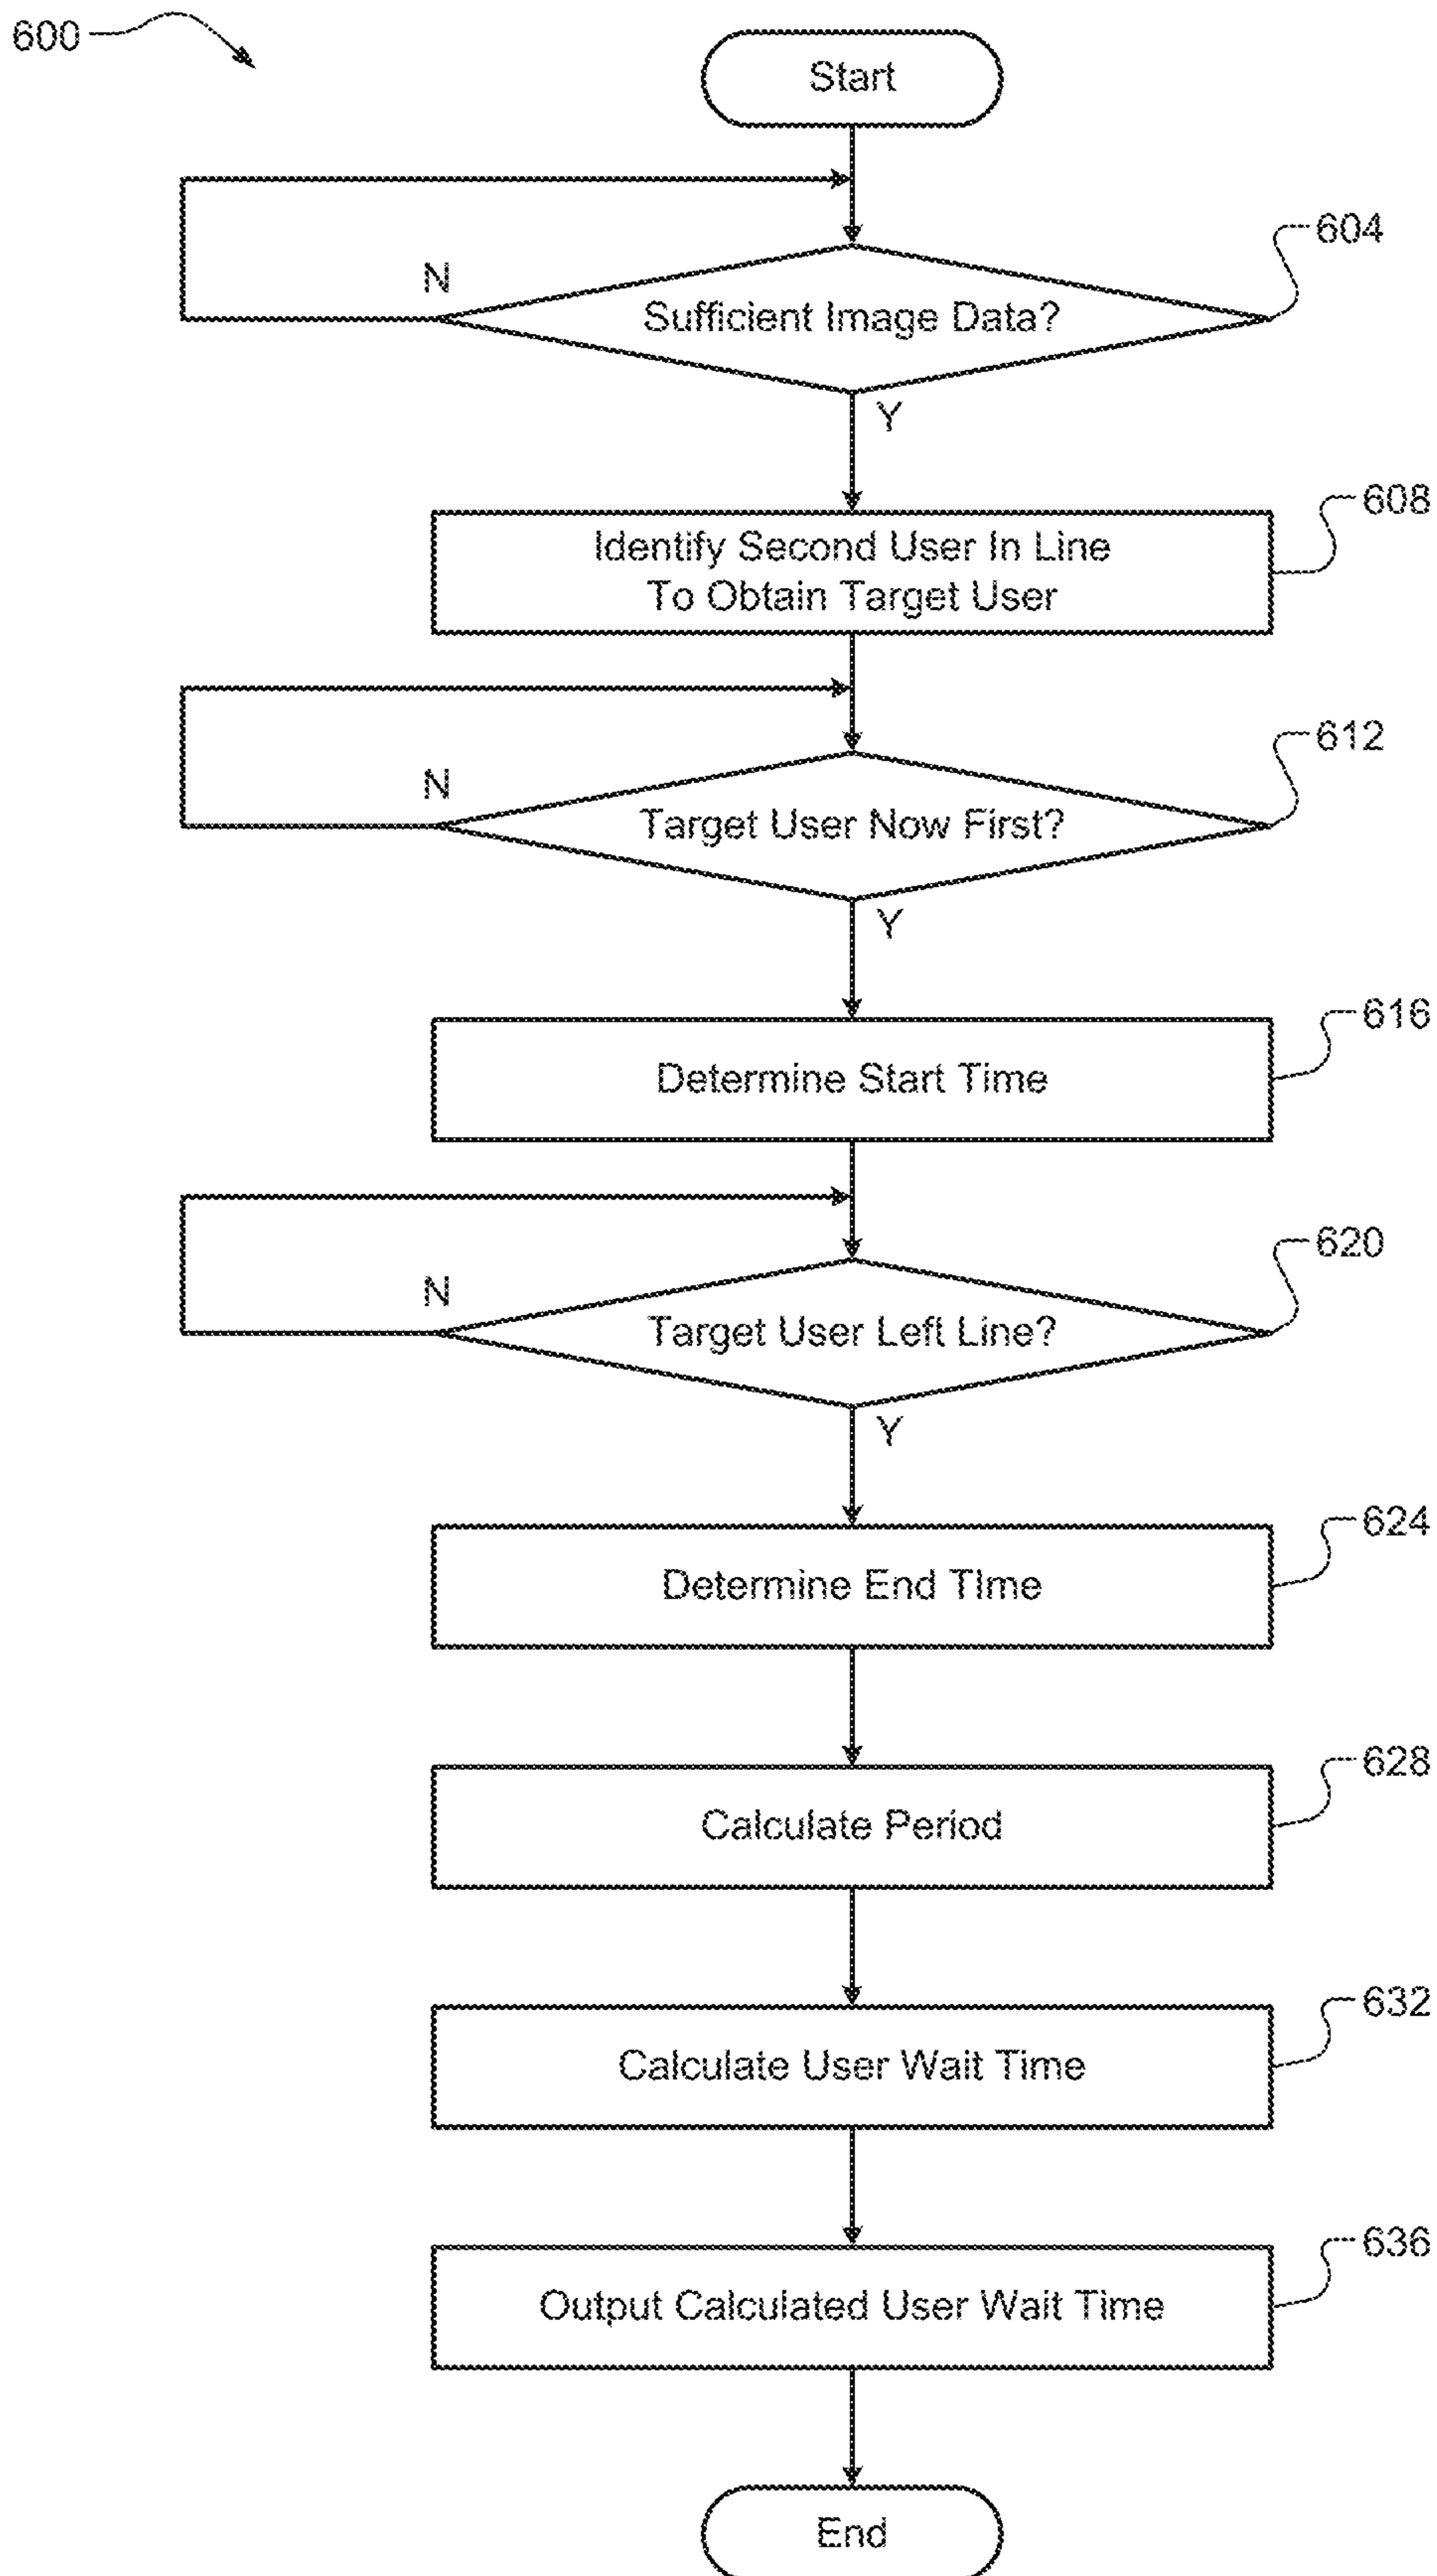 600
Start
604
N
Sufficient Image Data?
Y
608
Identify Second User In Line
To Obtain Target User
612
N
Target User Now First?
Y
616
Determine Start Time
620
N
Target User Left Line?
Y
624
Determine End TIme
628
Calculate Period
632
Calculate User Wait Time
636
Output Calculated User Wait Time
End